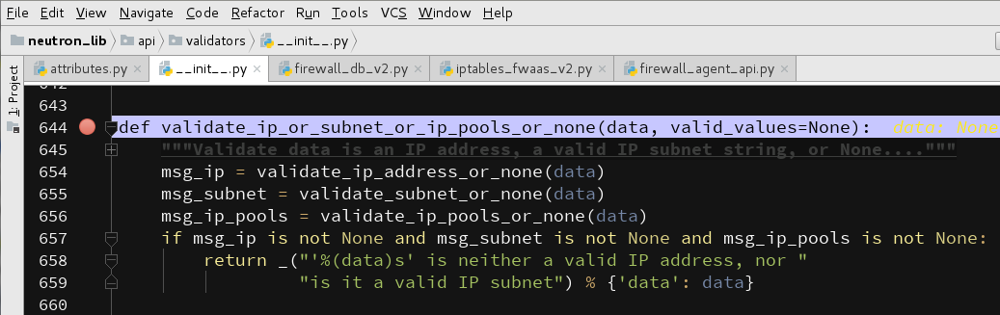 File Edit View Navigate Code Refactor Run Tools VCS Window Help
neutron_lib api validators __init__.py
1: Project
attributes.py × __init__.py × firewall_db_v2.py × iptables_fwaas_v2.py × firewall_agent_api.py ×
642
643
644 def validate_ip_or_subnet_or_ip_pools_or_none(data, valid_values=None): data: None
645 """Validate data is an IP address, a valid IP subnet string, or None...."""
654 msg_ip = validate_ip_address_or_none(data)
655 msg_subnet = validate_subnet_or_none(data)
656 msg_ip_pools = validate_ip_pools_or_none(data)
657 if msg_ip is not None and msg_subnet is not None and msg_ip_pools is not None:
658 return _("'%(data)s' is neither a valid IP address, nor "
659 "is it a valid IP subnet") % {'data': data}
660